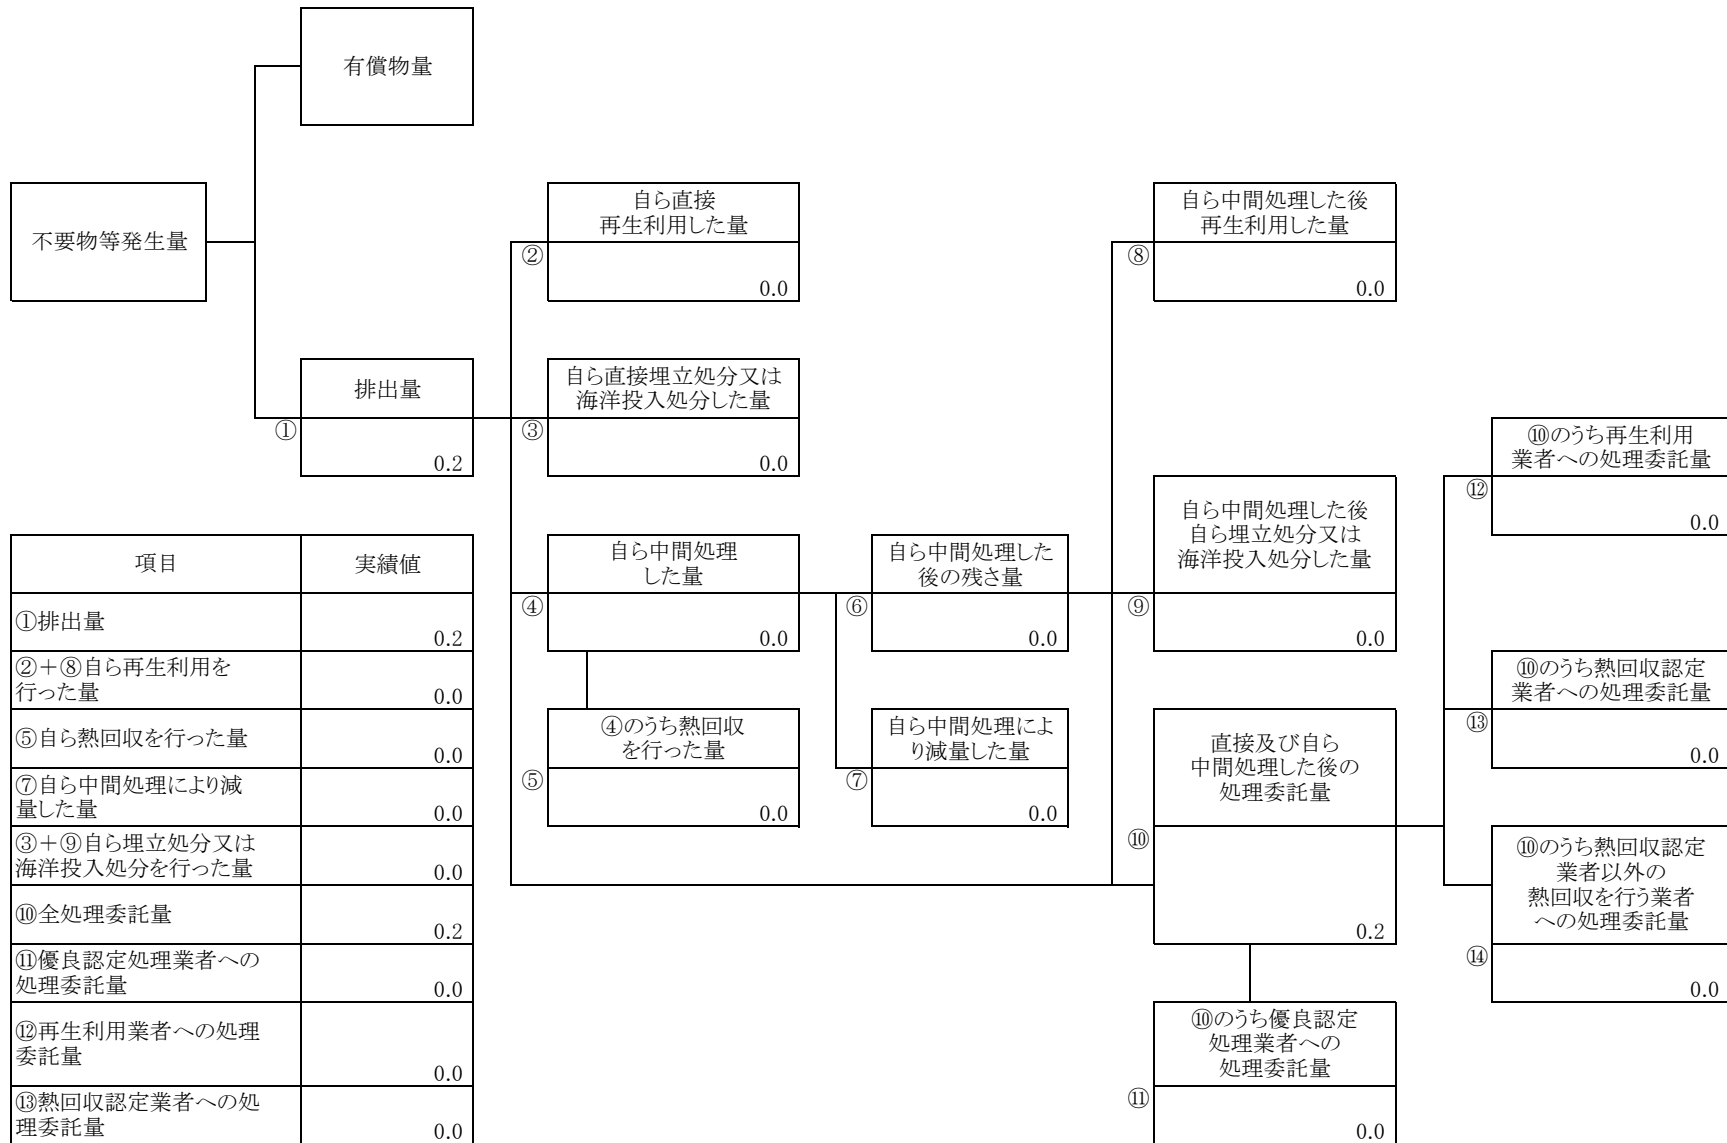 有償物量
不要物等発生量
自ら直接
再生利用した量
②
0.0
自ら中間処理した後
再生利用した量
⑧
0.0
排出量
①
0.2
自ら直接埋立処分又は
海洋投入処分した量
③
0.0
⑩のうち再生利用
業者への処理委託量
⑫
0.0
自ら中間処理した後
自ら埋立処分又は
海洋投入処分した量
⑨
0.0
自ら中間処理
した量
④
0.0
自ら中間処理した
後の残さ量
⑥
0.0
⑩のうち熱回収認定
業者への処理委託量
⑬
0.0
④のうち熱回収
を行った量
⑤
0.0
自ら中間処理によ
り減量した量
⑦
0.0
直接及び自ら
中間処理した後の
処理委託量
⑩
0.2
⑩のうち熱回収認定
業者以外の
熱回収を行う業者
への処理委託量
⑭
0.0
⑩のうち優良認定
処理業者への
処理委託量
⑪
0.0
項目 実績値
①排出量 0.2
②+⑧自ら再生利用を
行った量 0.0
⑤自ら熱回収を行った量 0.0
⑦自ら中間処理により減
量した量 0.0
③+⑨自ら埋立処分又は
海洋投入処分を行った量 0.0
⑩全処理委託量 0.2
⑪優良認定処理業者への
処理委託量 0.0
⑫再生利用業者への処理
委託量 0.0
⑬熱回収認定業者への処
理委託量 0.0